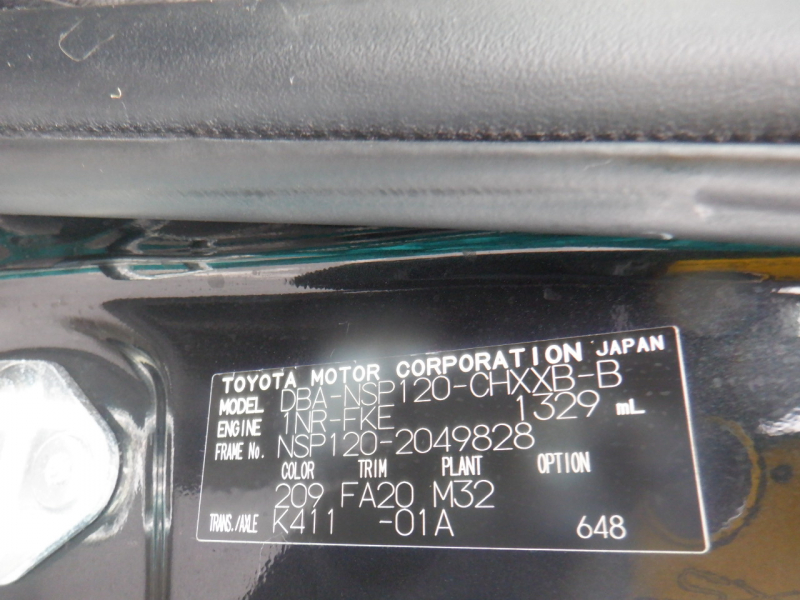 TOYOTA MOTOR CORPORATION JAPAN
MODEL DBA-NSP120-CHXXB-B
ENGINE 1NR-FKE 1329 mL
FRAME No. NSP120-2049828
COLOR TRIM PLANT OPTION
209 FA20 M32
TRANS./AXLE K411 -01A 648